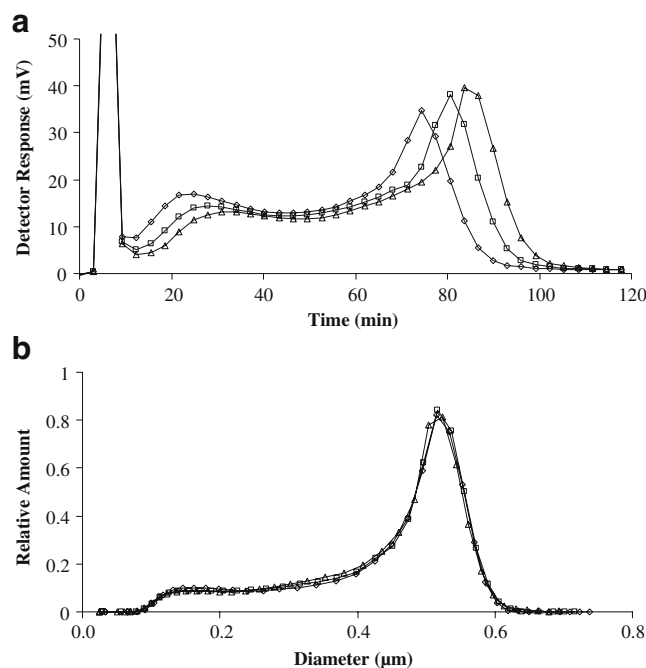 a
50
40
30
20
10
0
Detector Response (mV)
0 20 40 60 80 100 120
Time (min)
b
1
0.8
0.6
0.4
0.2
0
Relative Amount
0.0 0.2 0.4 0.6 0.8
Diameter (µm)